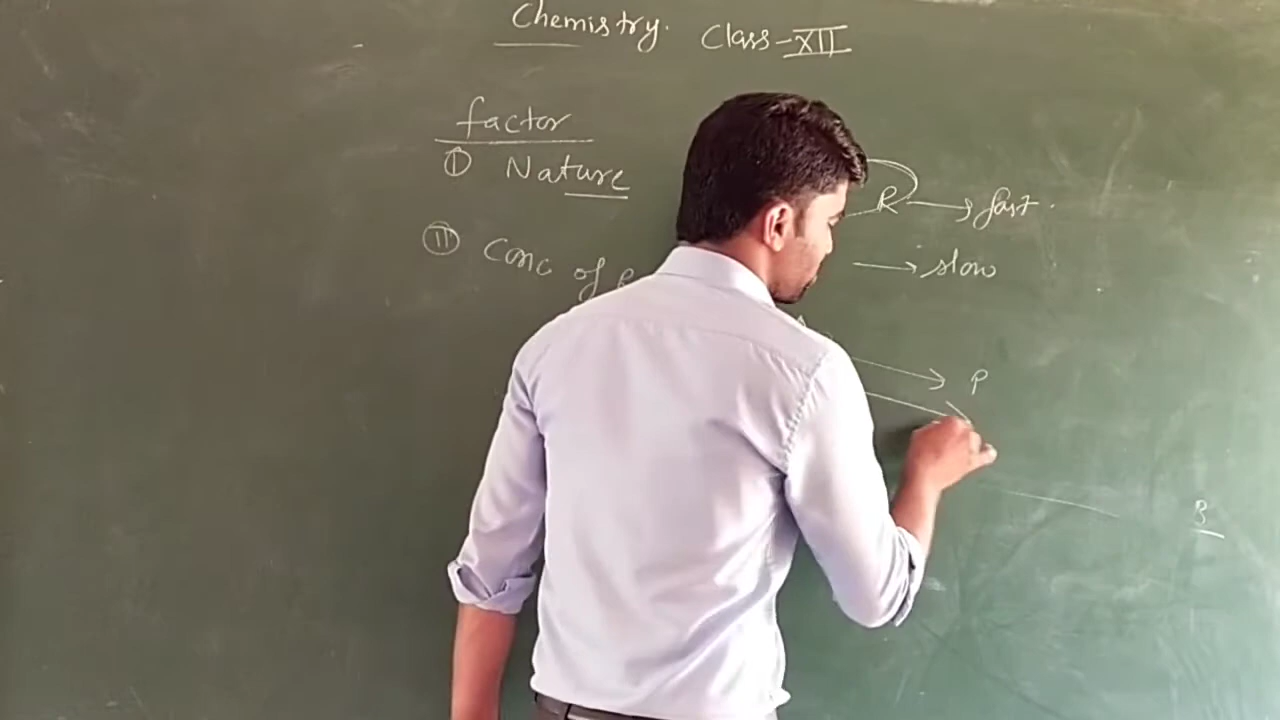 Chemistry. Class-XII
factor
① Nature
R → fast.
⑪ Conc of
→ slow
→ P
B